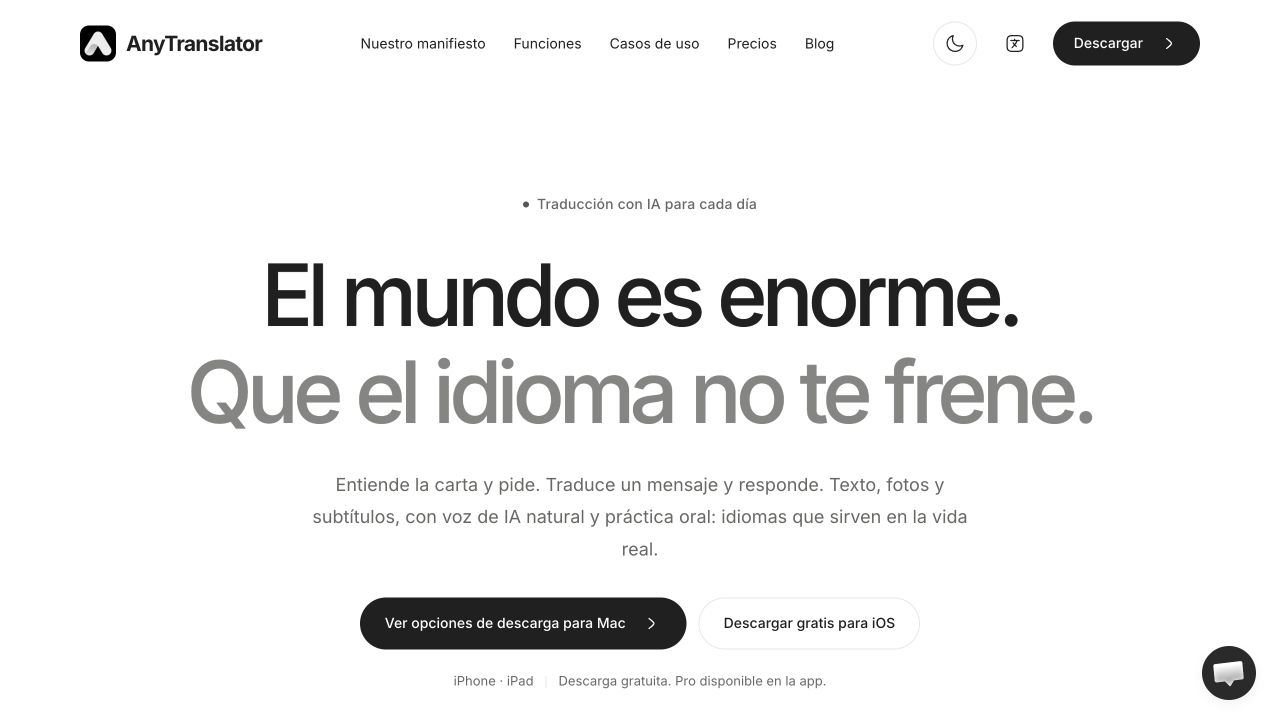 AnyTranslator
Nuestro manifiesto
Funciones
Casos de uso
Precios
Blog
Descargar
Traducción con IA para cada día
El mundo es enorme.
Que el idioma no te frene.
Entiende la carta y pide. Traduce un mensaje y responde. Texto, fotos y
subtítulos, con voz de IA natural y práctica oral: idiomas que sirven en la vida
real.
Ver opciones de descarga para Mac
Descargar gratis para iOS
iPhone · iPad
Descarga gratuita. Pro disponible en la app.